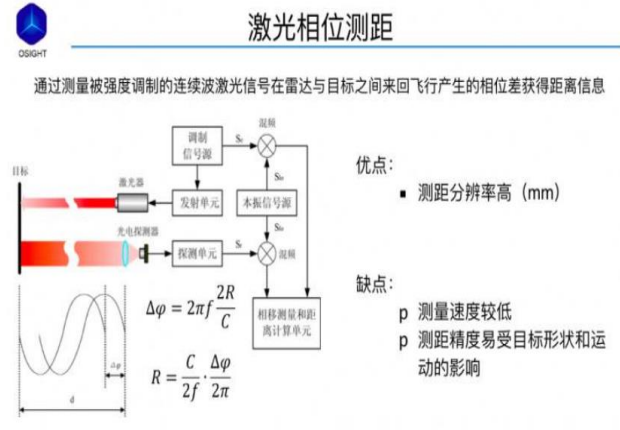 OSIGHT
激光相位测距
通过测量被强度调制的连续波激光信号在雷达与目标之间来回飞行产生的相位差获得距离信息
混频
调制
信号源
Sr
目标
激光器
Slo
发射单元
本振信号源
光电探测器
Slo
探测单元
Sr
混频
Δφ = 2πf 2R/C
相移测量和距
离计算单元
Δφ
R = C/2f · Δφ/2π
d
优点：
▪ 测距分辨率高（mm）
缺点：
p 测量速度较低
p 测距精度易受目标形状和运
动的影响